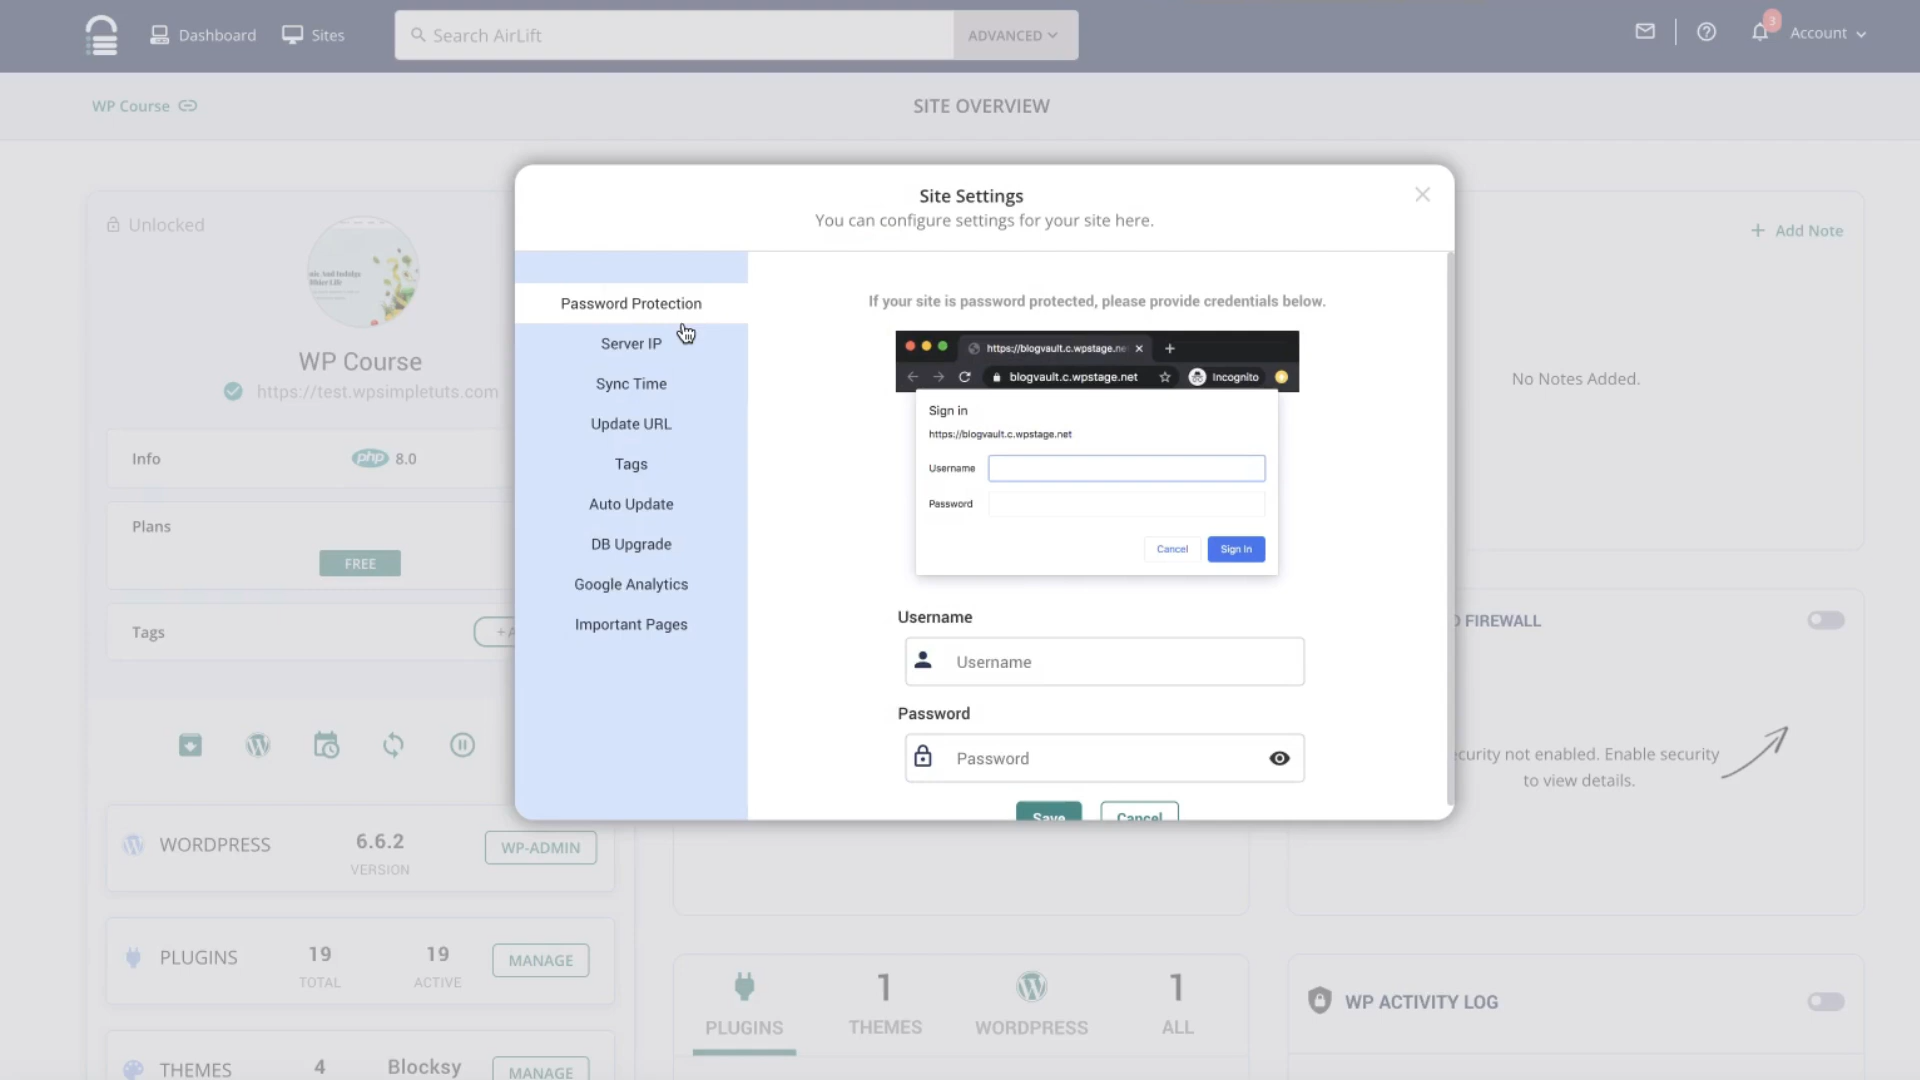 Dashboard
Sites
Search AirLift
ADVANCED
3
Account
WP Course
SITE OVERVIEW
Unlocked
WP Course
https://test.wpsimpletuts.com
Info
php 8.0
Plans
FREE
Tags
+ A
WORDPRESS
6.6.2
VERSION
WP-ADMIN
PLUGINS
19
TOTAL
19
ACTIVE
MANAGE
THEMES
4
Blocksy
MANAGE
Site Settings
You can configure settings for your site here.
Password Protection
Server IP
Sync Time
Update URL
Tags
Auto Update
DB Upgrade
Google Analytics
Important Pages
If your site is password protected, please provide credentials below.
https://blogvault.c.wpstage.ne
blogvault.c.wpstage.net
Incognito
Sign in
https://blogvault.c.wpstage.net
Username
Password
Cancel
Sign In
Username
Username
Password
Password
Save
Cancel
+ Add Note
No Notes Added.
FIREWALL
curity not enabled. Enable security
to view details.
PLUGINS
1
THEMES
WORDPRESS
1
ALL
WP ACTIVITY LOG